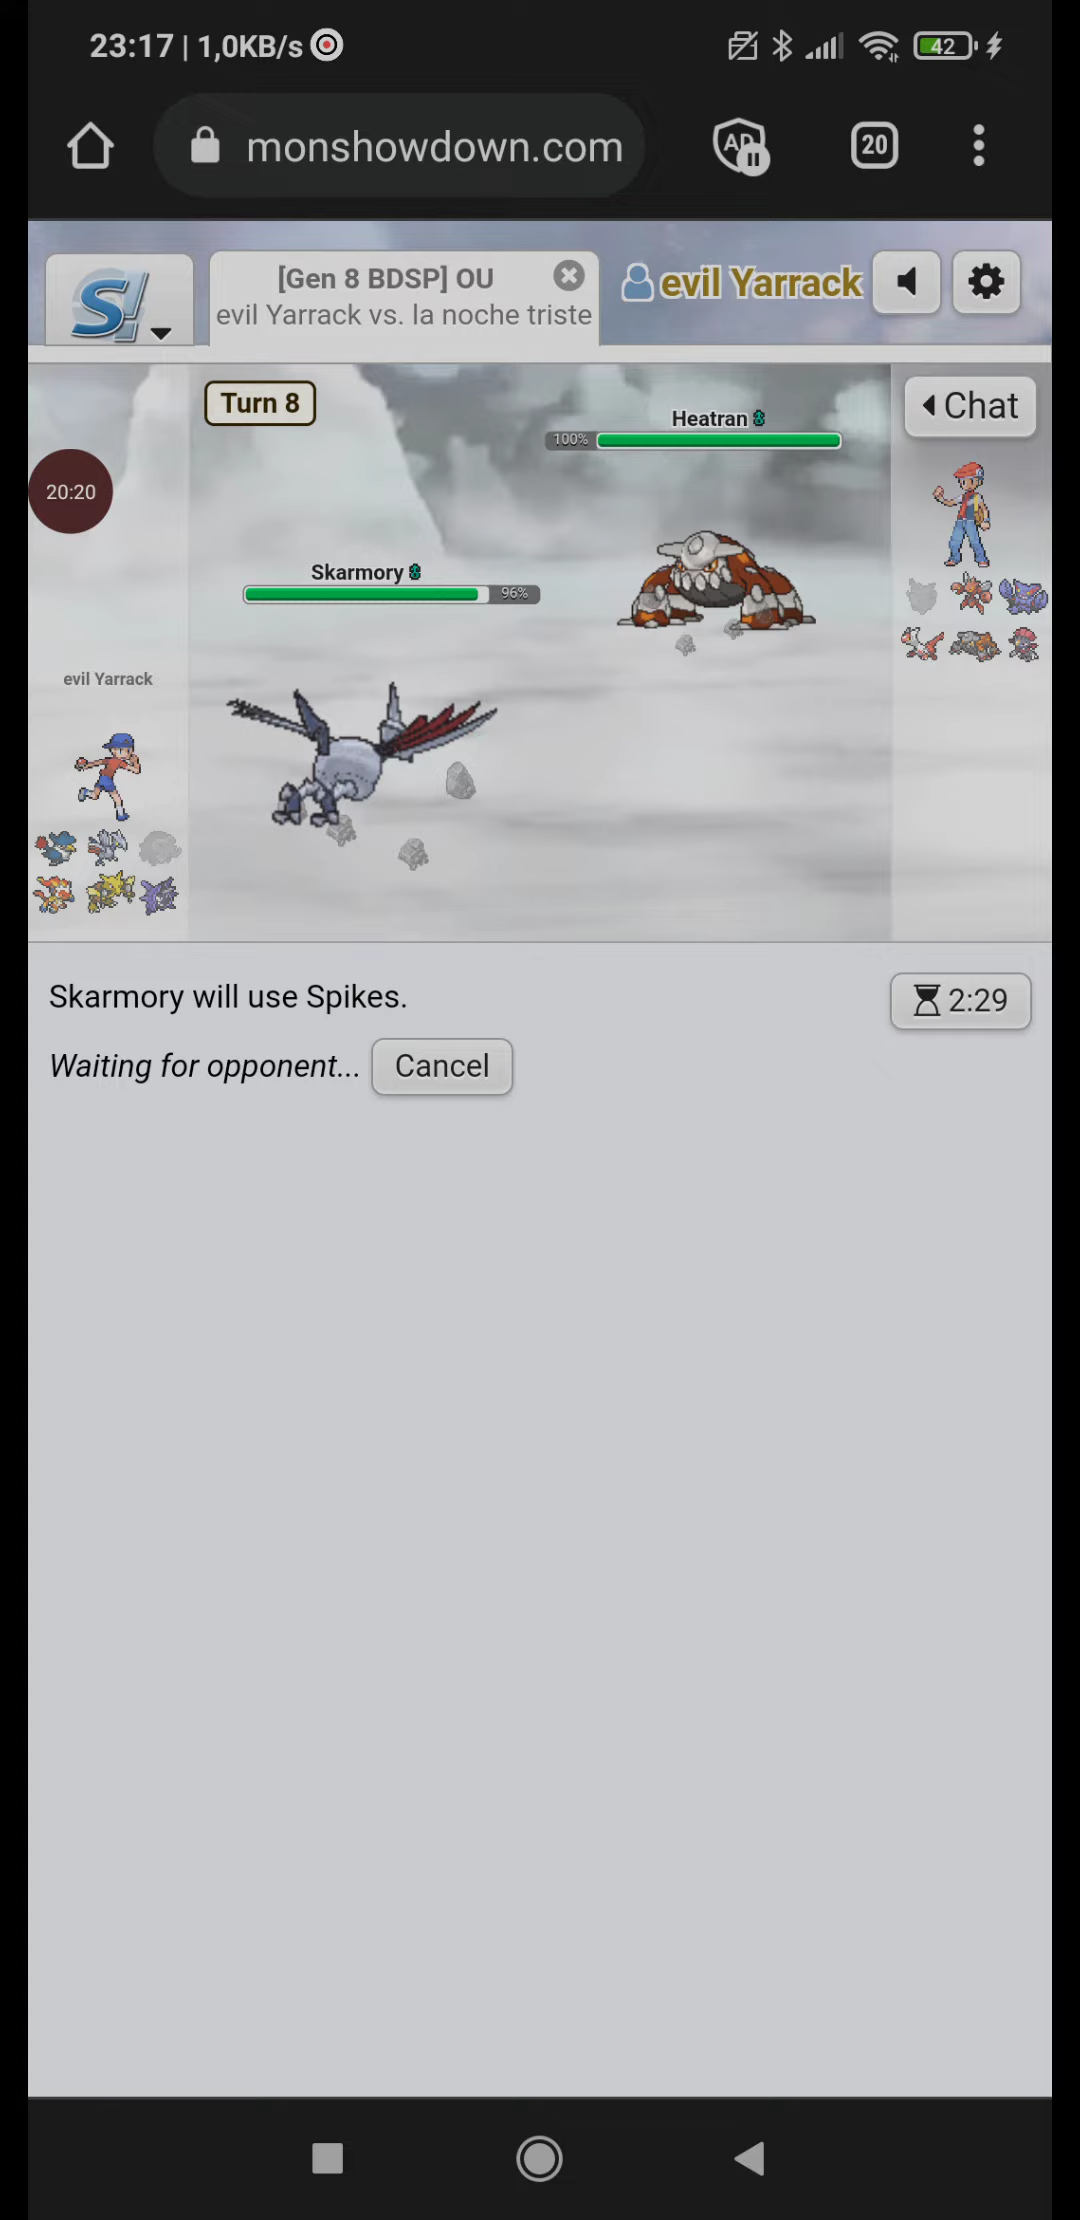 23:17 | 1,0KB/s
42
monshowdown.com
AD
20
S!
[Gen 8 BDSP] OU
evil Yarrack vs. la noche triste
evil Yarrack
Turn 8
Chat
Heatran
100%
20:20
Skarmory
96%
evil Yarrack
Skarmory will use Spikes.
2:29
Waiting for opponent...
Cancel